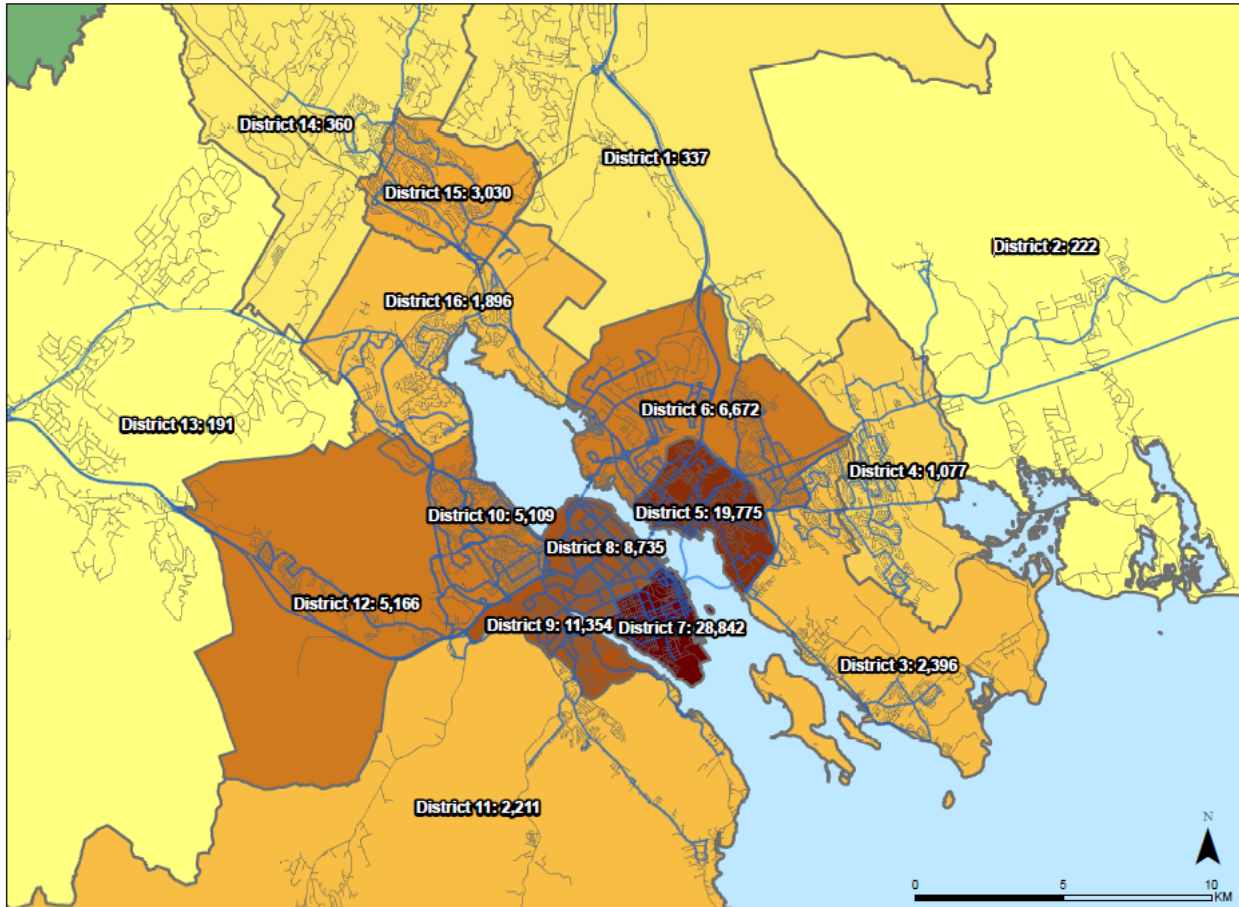 District 14: 360
District 1: 337
District 15: 3,030
District 2: 222
District 16: 1,896
District 6: 6,672
District 13: 191
District 4: 1,077
District 10: 5,109
District 5: 19,775
District 8: 8,735
District 12: 5,166
District 9: 11,354
District 7: 28,842
District 3: 2,396
District 11: 2,211
N
0 5 10
KM